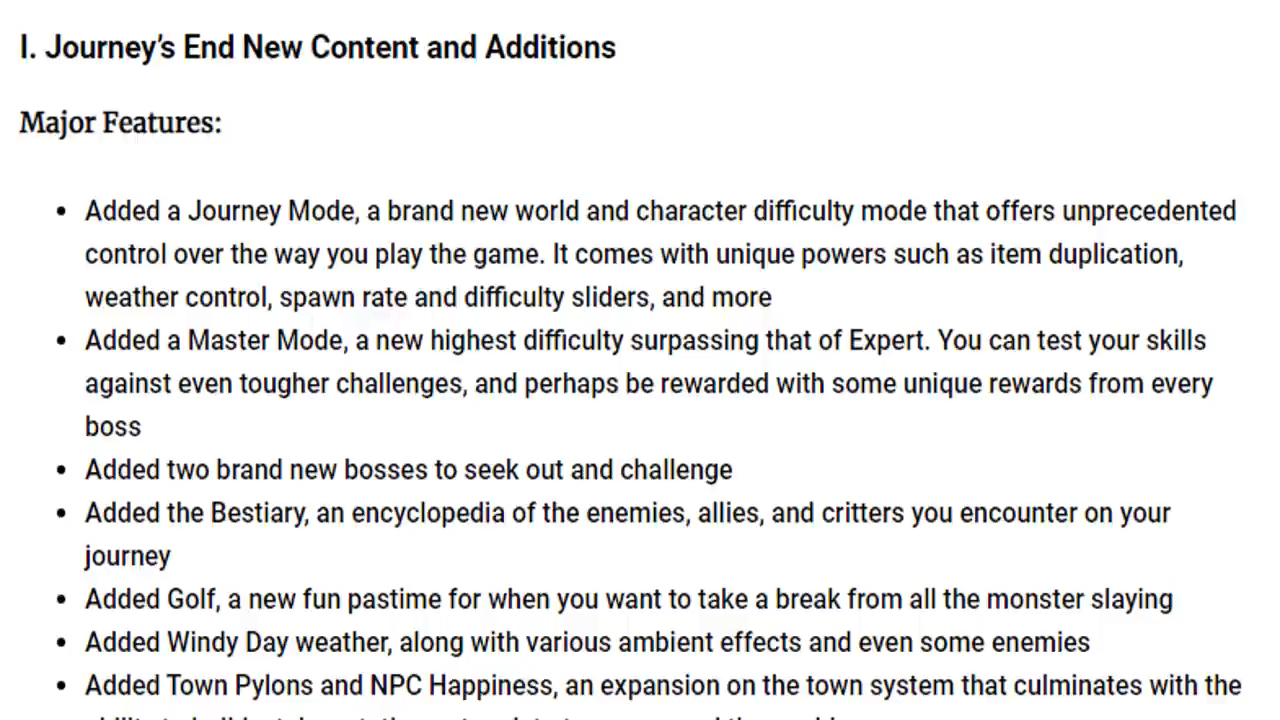 I. Journey's End New Content and Additions
Major Features:
• Added a Journey Mode, a brand new world and character difficulty mode that offers unprecedented
control over the way you play the game. It comes with unique powers such as item duplication,
weather control, spawn rate and difficulty sliders, and more
• Added a Master Mode, a new highest difficulty surpassing that of Expert. You can test your skills
against even tougher challenges, and perhaps be rewarded with some unique rewards from every
boss
• Added two brand new bosses to seek out and challenge
• Added the Bestiary, an encyclopedia of the enemies, allies, and critters you encounter on your
journey
• Added Golf, a new fun pastime for when you want to take a break from all the monster slaying
• Added Windy Day weather, along with various ambient effects and even some enemies
• Added Town Pylons and NPC Happiness, an expansion on the town system that culminates with the